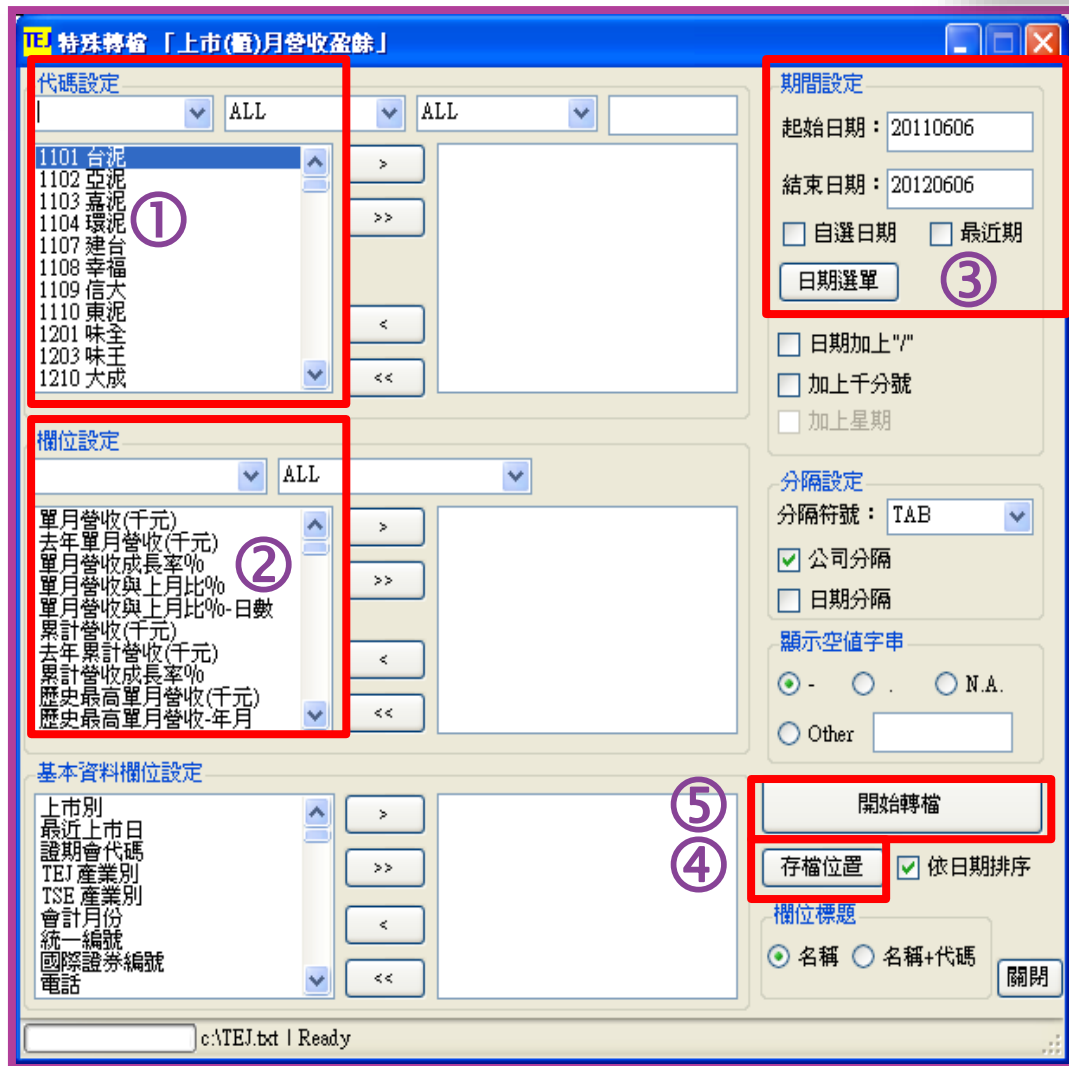 TEJ 特殊轉檔 「上市(櫃)月營收盈餘」
代碼設定
ALL ALL
1101 台泥
1102 亞泥
1103 嘉泥
1104 環泥
1107 建台
1108 幸福
1109 信大
1110 東泥
1201 味全
1203 味王
1210 大成
①
>
>>
<
<<
欄位設定
ALL
單月營收(千元)
去年單月營收(千元)
單月營收成長率%
單月營收與上月比%
單月營收與上月比%-日數
累計營收(千元)
去年累計營收(千元)
累計營收成長率%
歷史最高單月營收(千元)
歷史最高單月營收-年月
②
>
>>
<
<<
基本資料欄位設定
上市別
最近上市日
證期會代碼
TEJ 產業別
TSE 產業別
會計月份
統一編號
國際證券編號
電話
>
>>
<
<<
期間設定
起始日期：20110606
結束日期：20120606
自選日期 最近期
日期選單
③
日期加上"/"
加上千分號
加上星期
分隔設定
分隔符號：TAB
公司分隔
日期分隔
顯示空值字串
- . N.A.
Other
⑤ 開始轉檔
④ 存檔位置 依日期排序
欄位標題
名稱 名稱+代碼
關閉
c:\TEJ.txt | Ready